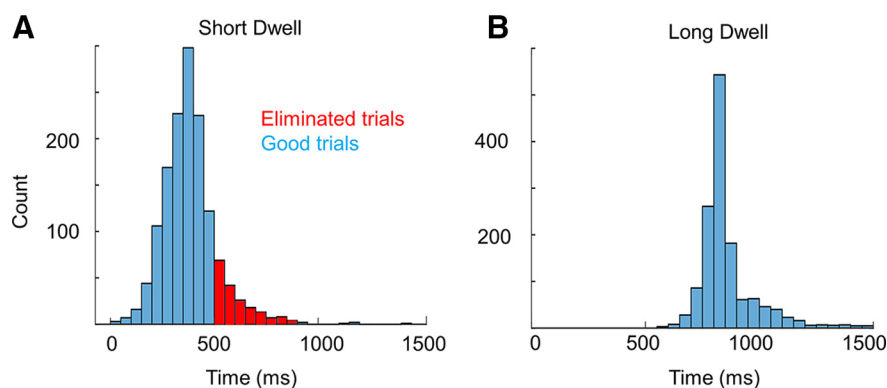 A
Short Dwell
Eliminated trials
Good trials
200
100
Count
0 500 1000 1500
Time (ms)
B
Long Dwell
400
200
0 500 1000 1500
Time (ms)